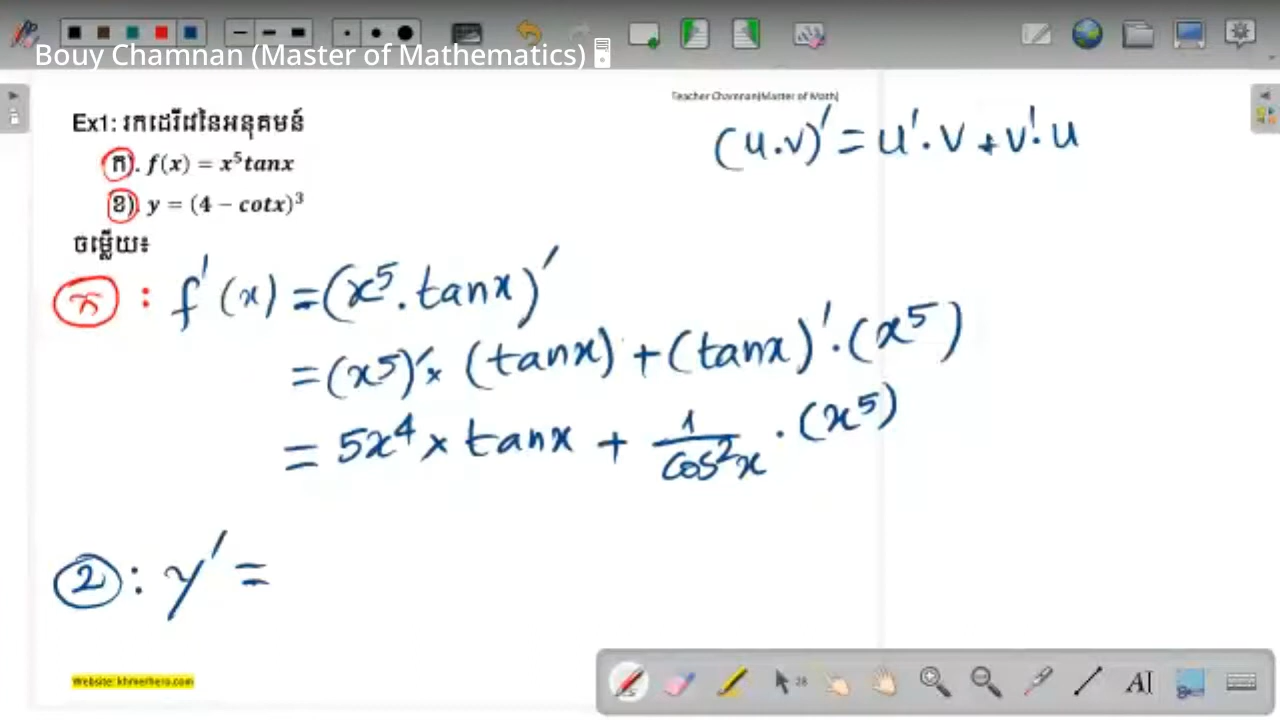 Bouy Chamnan (Master of Mathematics)
Teacher Chamnan(Master of Math)
(u.v)' = u'.v + v'.u
Ex1: រកដេរីវេនៃអនុគមន៍
ក). f(x) = x⁵tanx
ខ). y = (4 − cotx)³
ចម្លើយ៖
ក : f'(x) = (x⁵.tanx)'
= (x⁵)' × (tanx) + (tanx)'.(x⁵)
= 5x⁴ × tanx + 1/cos²x . (x⁵)
2 : y' =
Website: khmerhero.com
28
AI